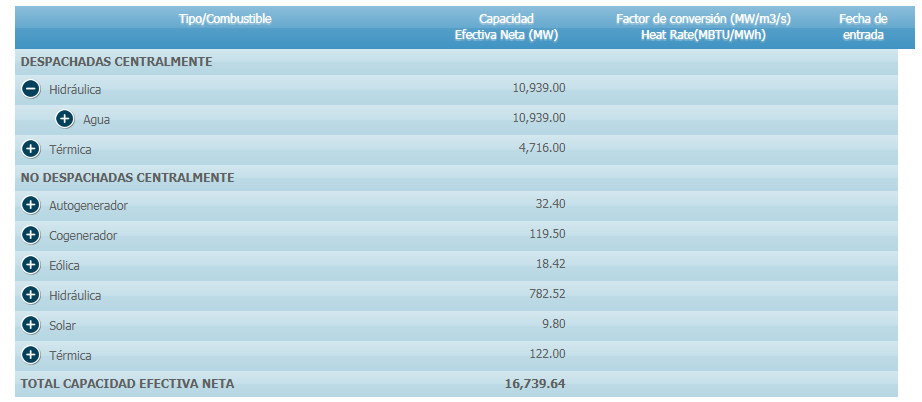 Tipo/Combustible Capacidad Factor de conversión (MW/m3/s) Fecha de
Efectiva Neta (MW) Heat Rate(MBTU/MWh) entrada
DESPACHADAS CENTRALMENTE
Hidráulica 10,939.00
Agua 10,939.00
Térmica 4,716.00
NO DESPACHADAS CENTRALMENTE
Autogenerador 32.40
Cogenerador 119.50
Eólica 18.42
Hidráulica 782.52
Solar 9.80
Térmica 122.00
TOTAL CAPACIDAD EFECTIVA NETA 16,739.64